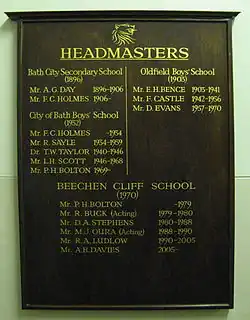 HEADMASTERS
Bath City Secondary School
(1896)
Mr. A.G. DAY 1896-1906
Mr. F.C. HOLMES 1906-
City of Bath Boys' School
(1932)
Mr. F.C. HOLMES -1934
Mr. R. SAYLE 1934-1939
Dr. T.W. TAYLOR 1940-1946
Mr. L.H. SCOTT 1946-1968
Mr. P.H. BOLTON 1969-
Oldfield Boys' School
(1903)
Mr. E.H. BENCE 1903-1941
Mr. F. CASTLE 1942-1956
Mr. D. EVANS 1957-1970
BEECHEN CLIFF SCHOOL
(1970)
Mr. P.H. BOLTON -1979
Mr. R. BUCK (Acting) 1979-1980
Mr. D.A. STEPHENS 1980-1988
Mr. M.J. OURA (Acting) 1988-1990
Mr. R.A. LUDLOW 1990-2005
Mr. A.B. DAVIES 2005-